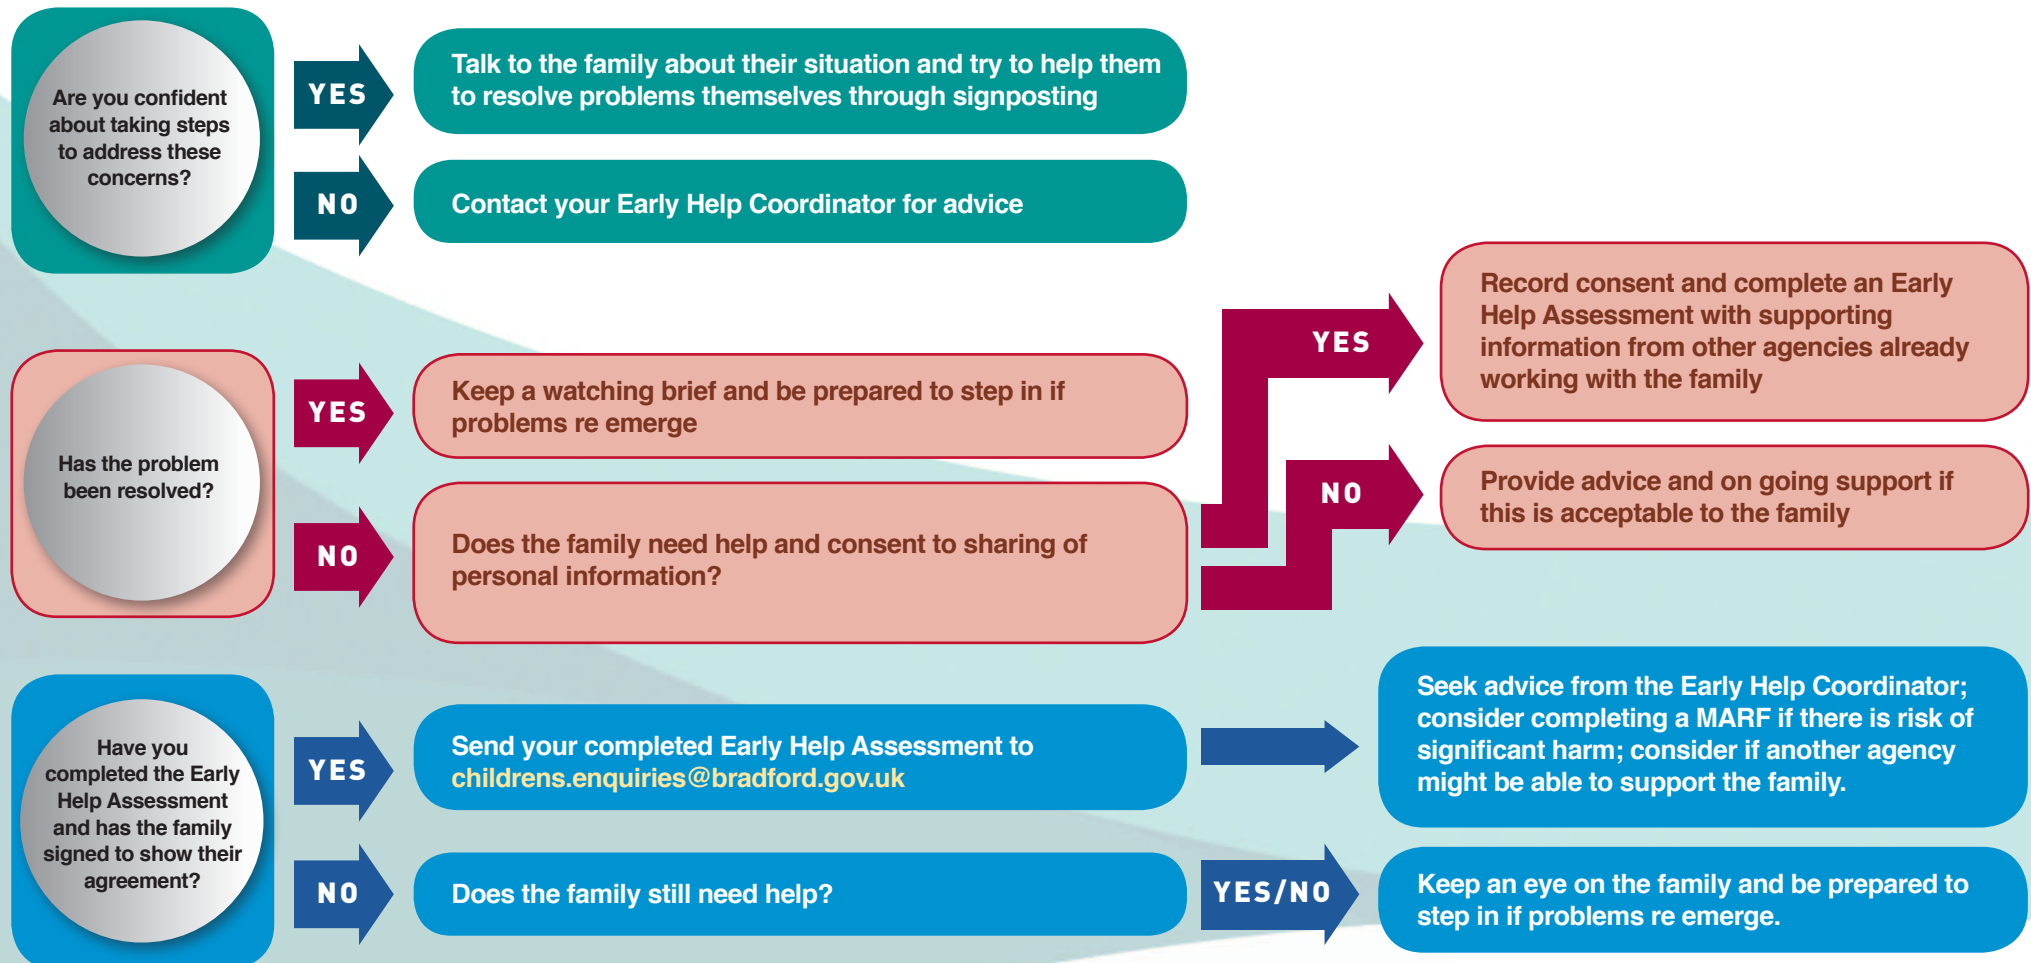 Are you confident
about taking steps
to address these
concerns?
YES
Talk to the family about their situation and try to help them
to resolve problems themselves through signposting
NO
Contact your Early Help Coordinator for advice
Has the problem
been resolved?
YES
Keep a watching brief and be prepared to step in if
problems re emerge
NO
Does the family need help and consent to sharing of
personal information?
YES
Record consent and complete an Early
Help Assessment with supporting
information from other agencies already
working with the family
NO
Provide advice and on going support if
this is acceptable to the family
Have you
completed the Early
Help Assessment
and has the family
signed to show their
agreement?
YES
Send your completed Early Help Assessment to
childrens.enquiries@bradford.gov.uk
Seek advice from the Early Help Coordinator;
consider completing a MARF if there is risk of
significant harm; consider if another agency
might be able to support the family.
NO
Does the family still need help?
YES/NO
Keep an eye on the family and be prepared to
step in if problems re emerge.